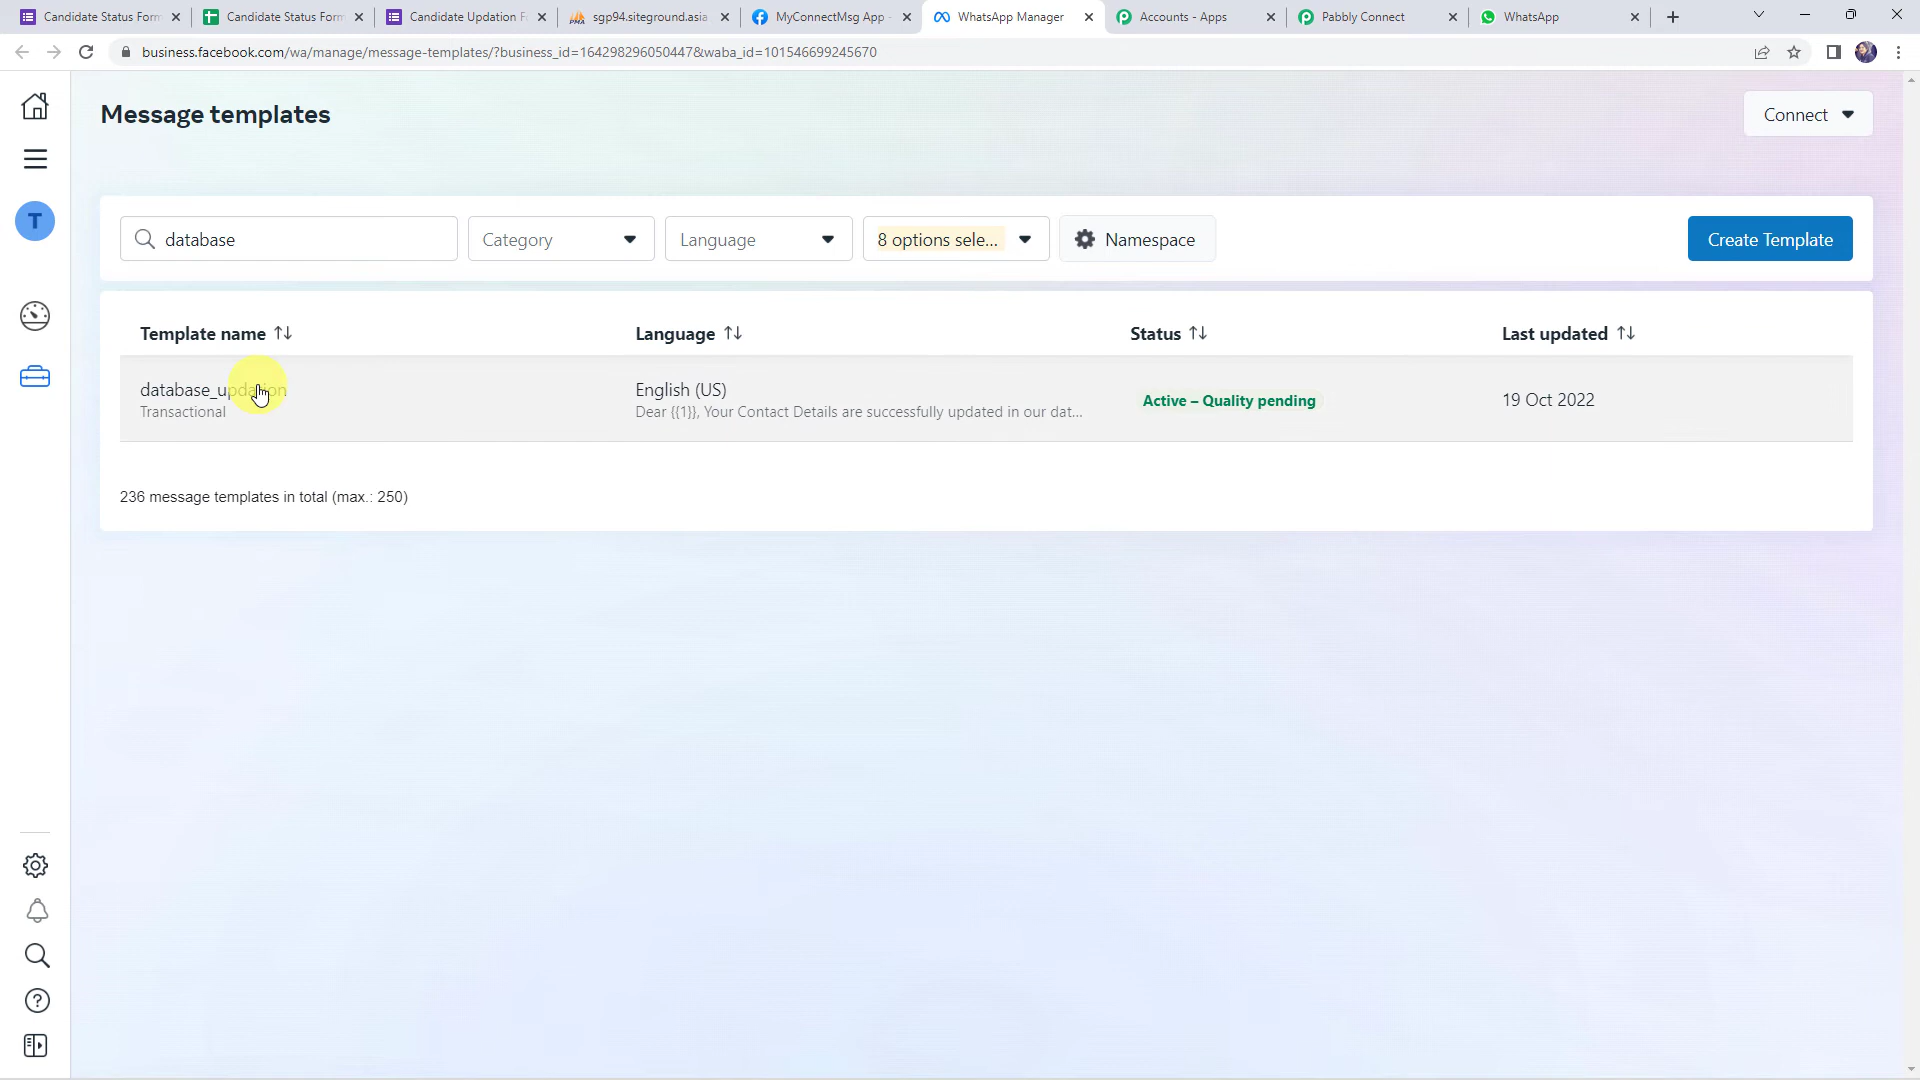 Candidate Status Form
Candidate Status Form
Candidate Updation F
sgp94.siteground.asia
MyConnectMsg App -
WhatsApp Manager
Accounts - Apps
Pabbly Connect
WhatsApp
business.facebook.com/wa/manage/message-templates/?business_id=164298296050447&waba_id=101546699245670
Message templates
Connect
T
database
Category
Language
8 options sele...
Namespace
Create Template
Template name
Language
Status
Last updated
database_updation
Transactional
English (US)
Dear {{1}}, Your Contact Details are successfully updated in our dat...
Active – Quality pending
19 Oct 2022
236 message templates in total (max.: 250)